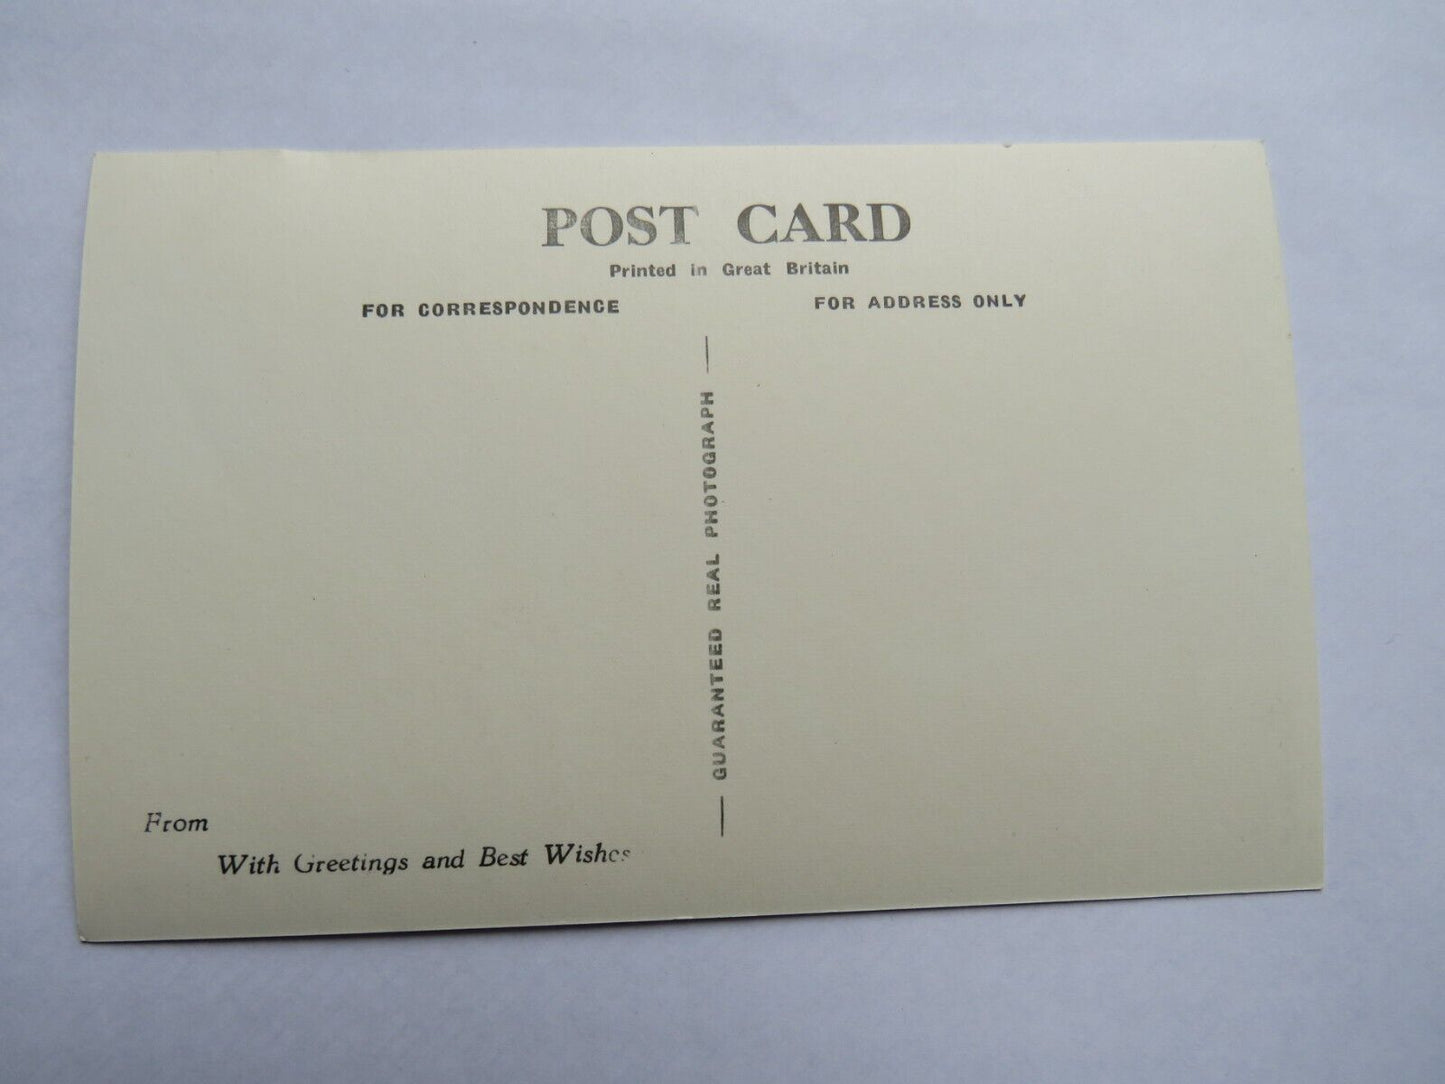 POST CARD
Printed in Great Britain
FOR CORRESPONDENCE
FOR ADDRESS ONLY
GUARANTEED REAL PHOTOGRAPH
From
With Greetings and Best Wishes